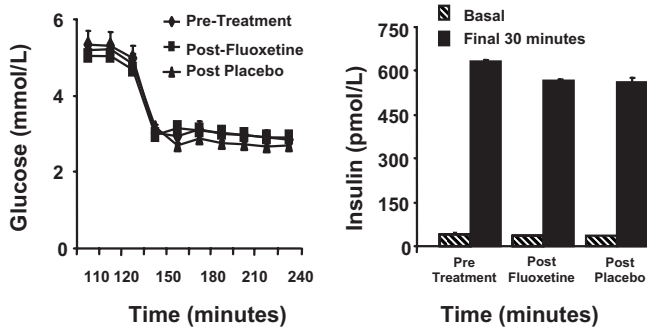 Glucose (mmol/L)
6
4
2
0
Pre-Treatment
Post-Fluoxetine
Post Placebo
110 120 150 160 190 210 240
Time (minutes)
Insulin (pmol/L)
750
600
450
300
150
0
Basal
Final 30 minutes
Pre Treatment
Post Fluoxetine
Post Placebo
Time (minutes)